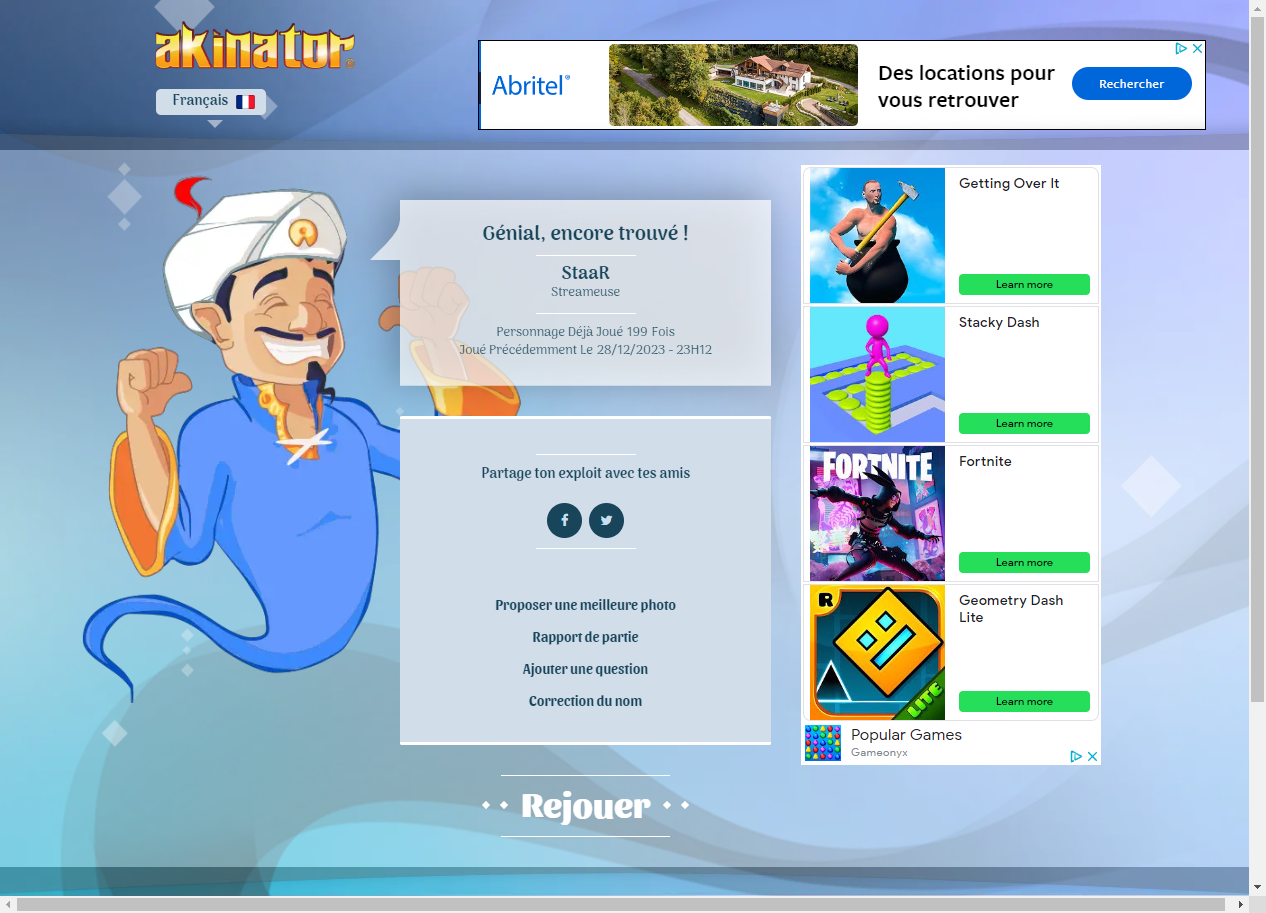 akinator
Français
Abritel
Des locations pour
vous retrouver
Rechercher
Génial, encore trouvé !
StaaR
Streameuse
Personnage Déjà Joué 199 Fois
Joué Précédemment Le 28/12/2023 - 23H12
Partage ton exploit avec tes amis
Proposer une meilleure photo
Rapport de partie
Ajouter une question
Correction du nom
Rejouer
Getting Over It
Learn more
Stacky Dash
Learn more
FORTNITE
Fortnite
Learn more
R
LITE
Geometry Dash
Lite
Learn more
Popular Games
Gameonyx